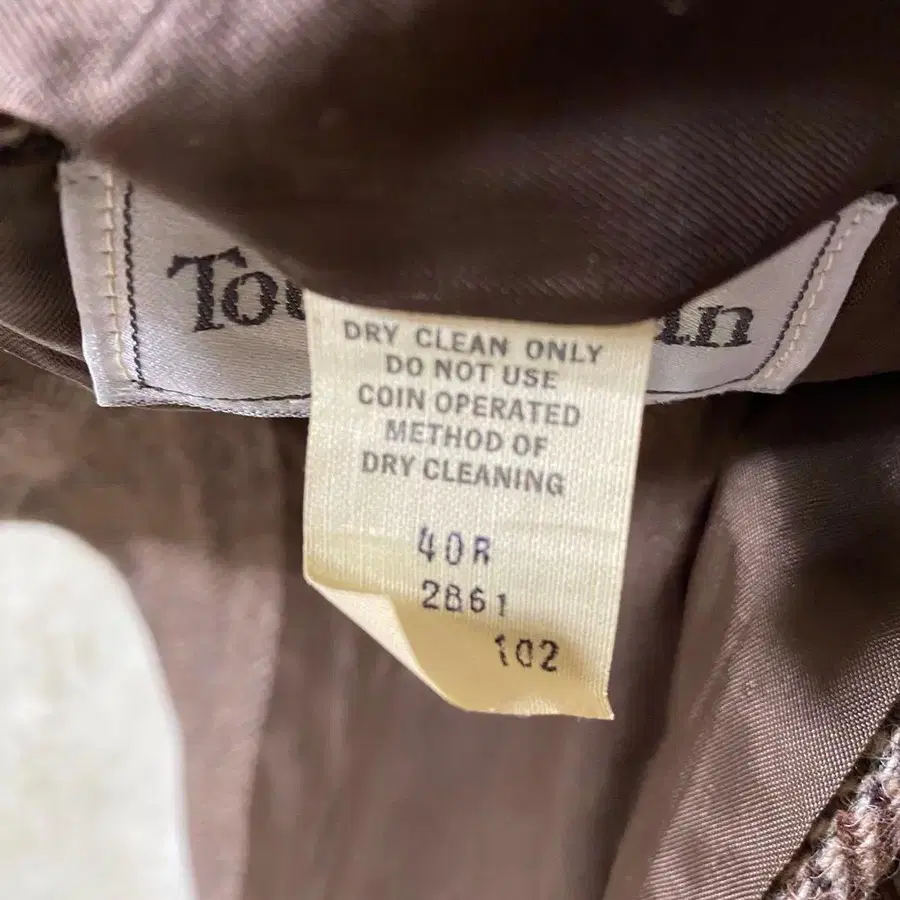 DRY CLEAN ONLY
DO NOT USE
COIN OPERATED
METHOD OF
DRY CLEANING
40R
2861
102